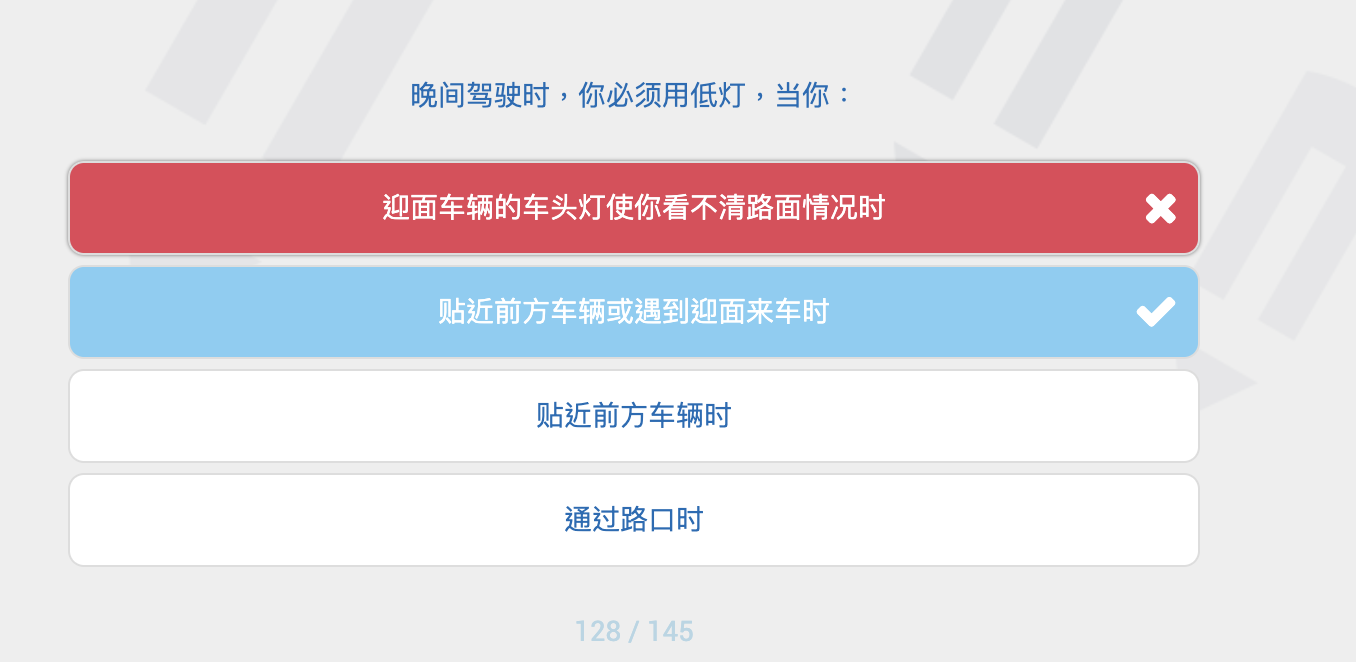 晚间驾驶时，你必须用低灯，当你：
迎面车辆的车头灯使你看不清路面情况时
贴近前方车辆或遇到迎面来车时
贴近前方车辆时
通过路口时
128 / 145